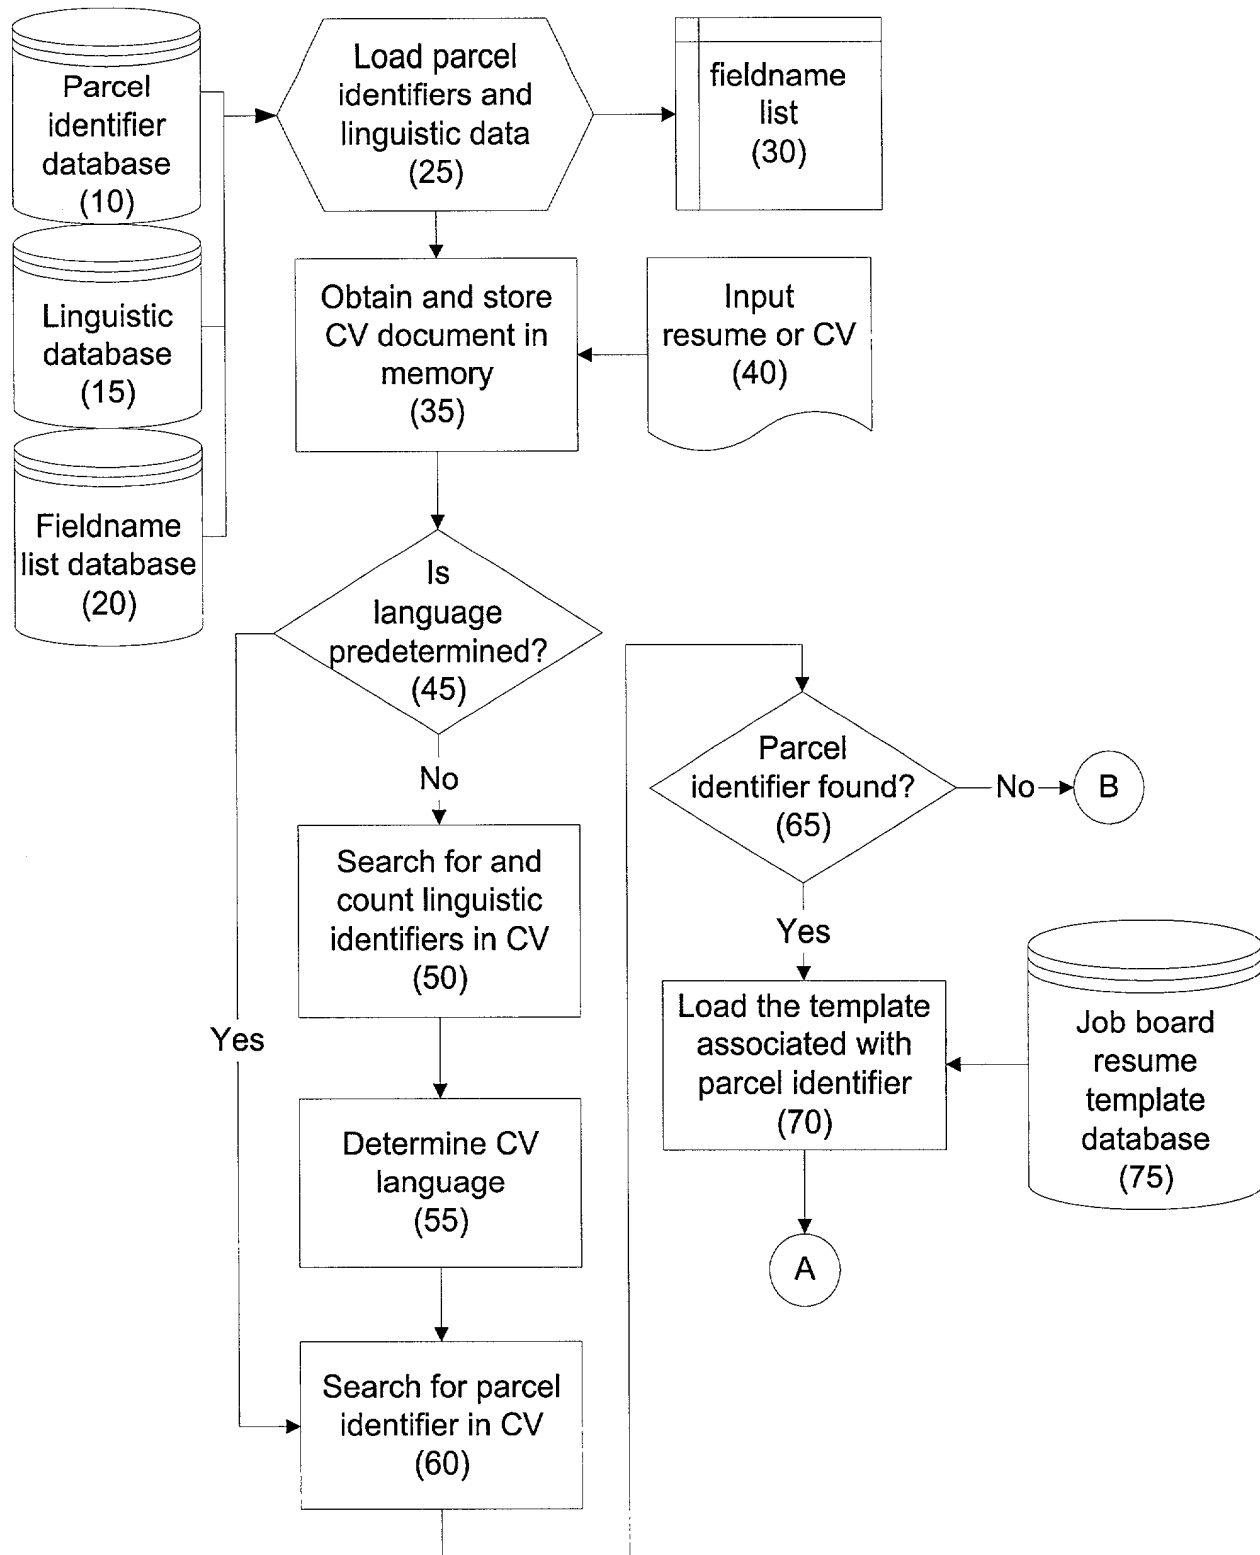 Parcel
identifier
database
(10)
Load parcel
identifiers and
linguistic data
(25)
fieldname
list
(30)
Linguistic
database
(15)
Obtain and store
CV document in
memory
(35)
Input
resume or CV
(40)
Fieldname
list database
(20)
Is
language
predetermined?
(45)
No
Yes
Search for and
count linguistic
identifiers in CV
(50)
Determine CV
language
(55)
Search for parcel
identifier in CV
(60)
Parcel
identifier found?
(65)
No
B
Yes
Load the template
associated with
parcel identifier
(70)
Job board
resume
template
database
(75)
A